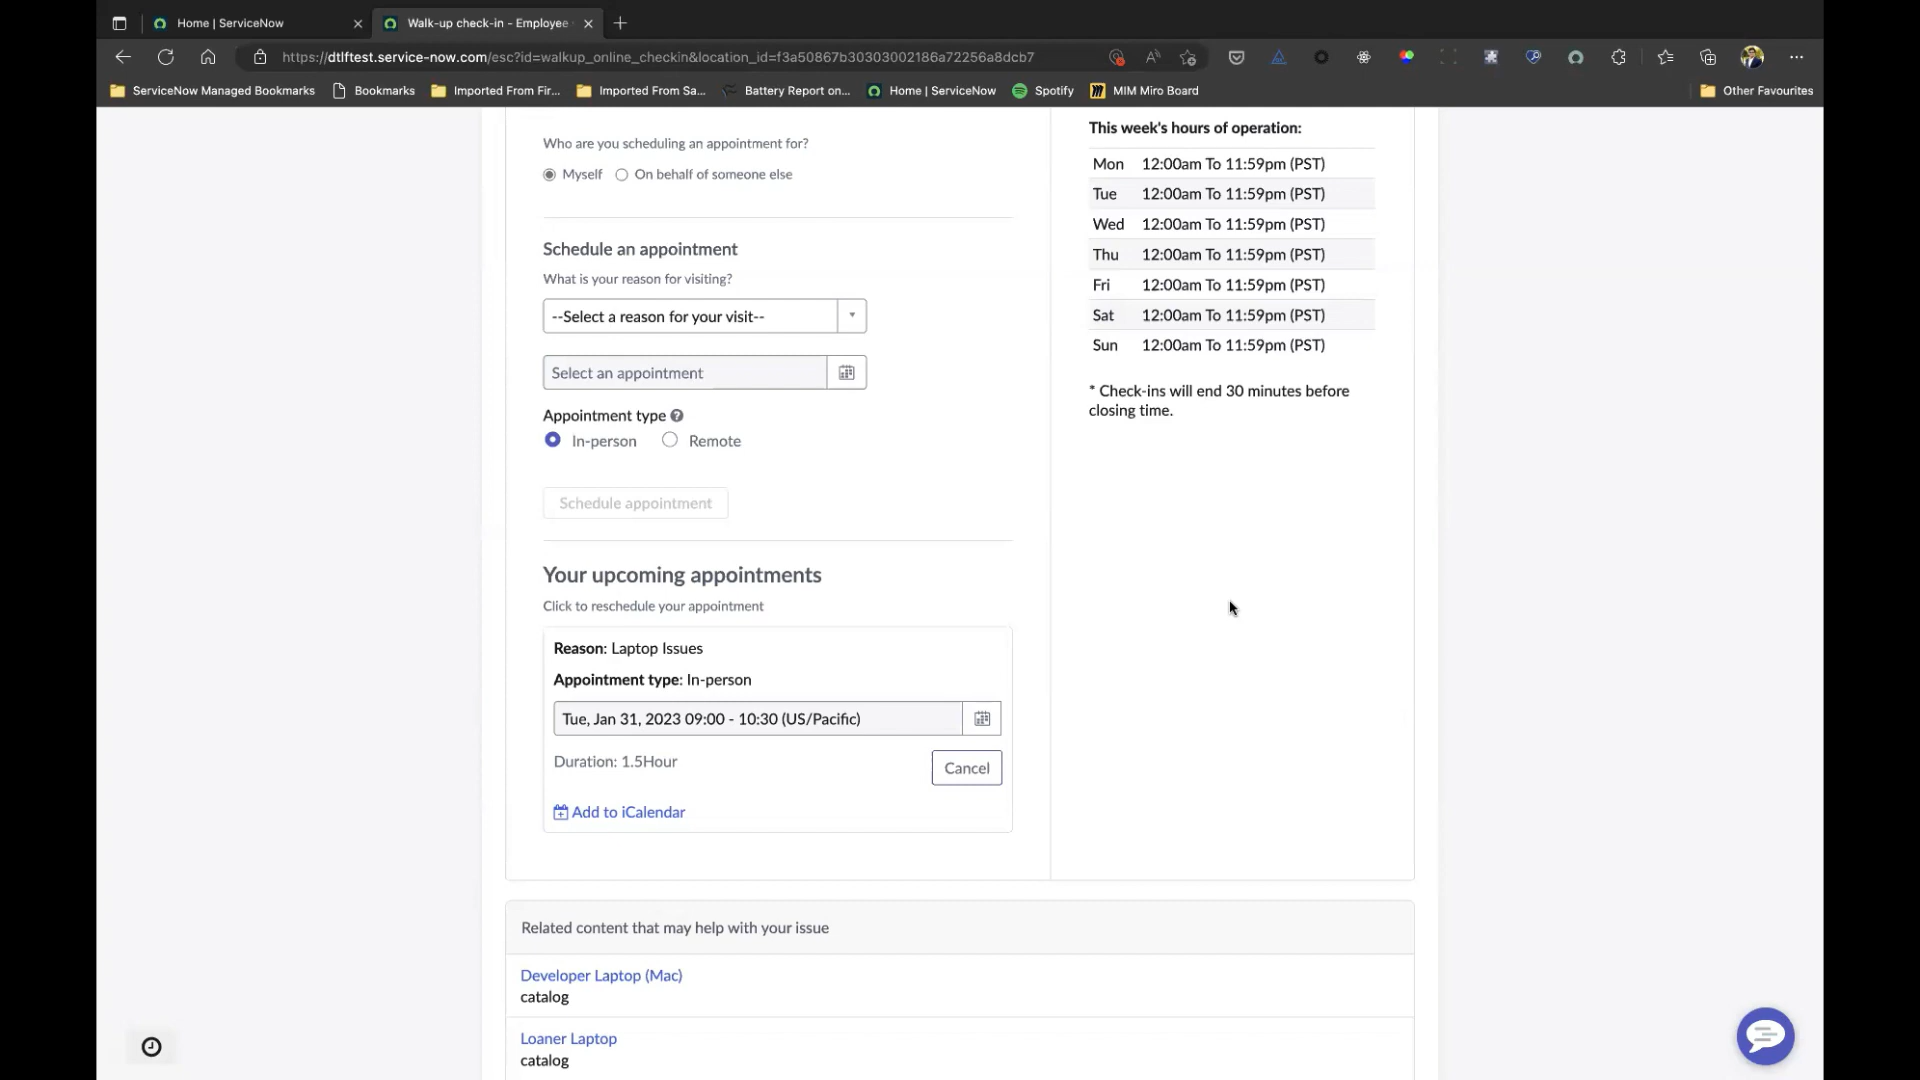 Home | ServiceNow
Walk-up check-in - Employee
https://dtlftest.service-now.com/esc?id=walkup_online_checkin&location_id=f3a50867b30303002186a72256a8dcb7
ServiceNow Managed Bookmarks
Bookmarks
Imported From Fir...
Imported From Sa...
Battery Report on...
Home | ServiceNow
Spotify
MIM Miro Board
Other Favourites
Who are you scheduling an appointment for?
Myself
On behalf of someone else
Schedule an appointment
What is your reason for visiting?
--Select a reason for your visit--
Select an appointment
Appointment type
In-person
Remote
Schedule appointment
Your upcoming appointments
Click to reschedule your appointment
Reason: Laptop Issues
Appointment type: In-person
Tue, Jan 31, 2023 09:00 - 10:30 (US/Pacific)
Duration: 1.5Hour
Cancel
Add to iCalendar
This week's hours of operation:
Mon 12:00am To 11:59pm (PST)
Tue 12:00am To 11:59pm (PST)
Wed 12:00am To 11:59pm (PST)
Thu 12:00am To 11:59pm (PST)
Fri 12:00am To 11:59pm (PST)
Sat 12:00am To 11:59pm (PST)
Sun 12:00am To 11:59pm (PST)
* Check-ins will end 30 minutes before
closing time.
Related content that may help with your issue
Developer Laptop (Mac)
catalog
Loaner Laptop
catalog